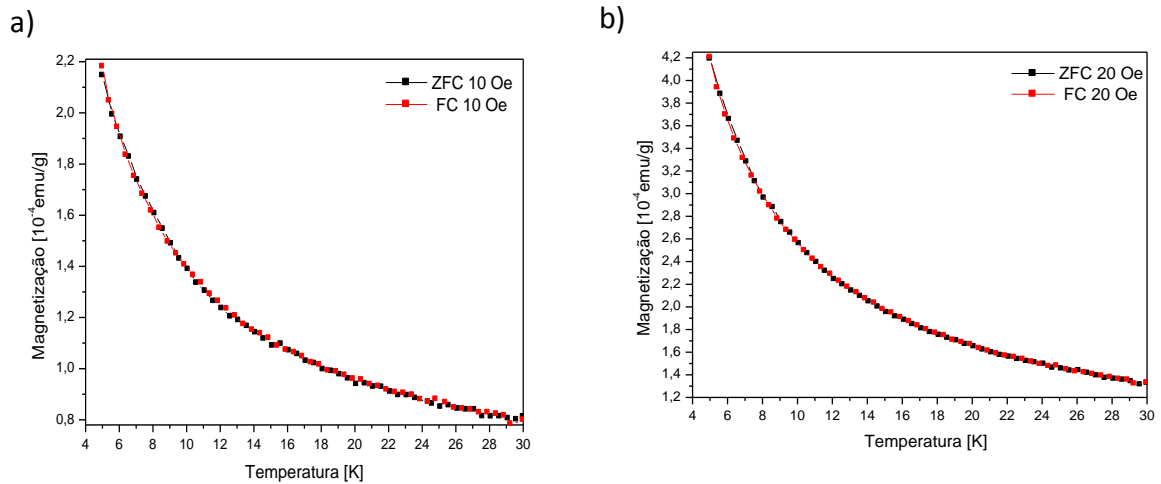 a)
2,2
2,0
1,8
1,6
1,4
1,2
1,0
0,8
Magnetização [10⁻⁴emu/g]
ZFC 10 Oe
FC 10 Oe
4 6 8 10 12 14 16 18 20 22 24 26 28 30
Temperatura [K]
b)
4,2
4,0
3,8
3,6
3,4
3,2
3,0
2,8
2,6
2,4
2,2
2,0
1,8
1,6
1,4
1,2
Magnetização [10⁻⁴emu/g]
ZFC 20 Oe
FC 20 Oe
4 6 8 10 12 14 16 18 20 22 24 26 28 30
Temperatura [K]